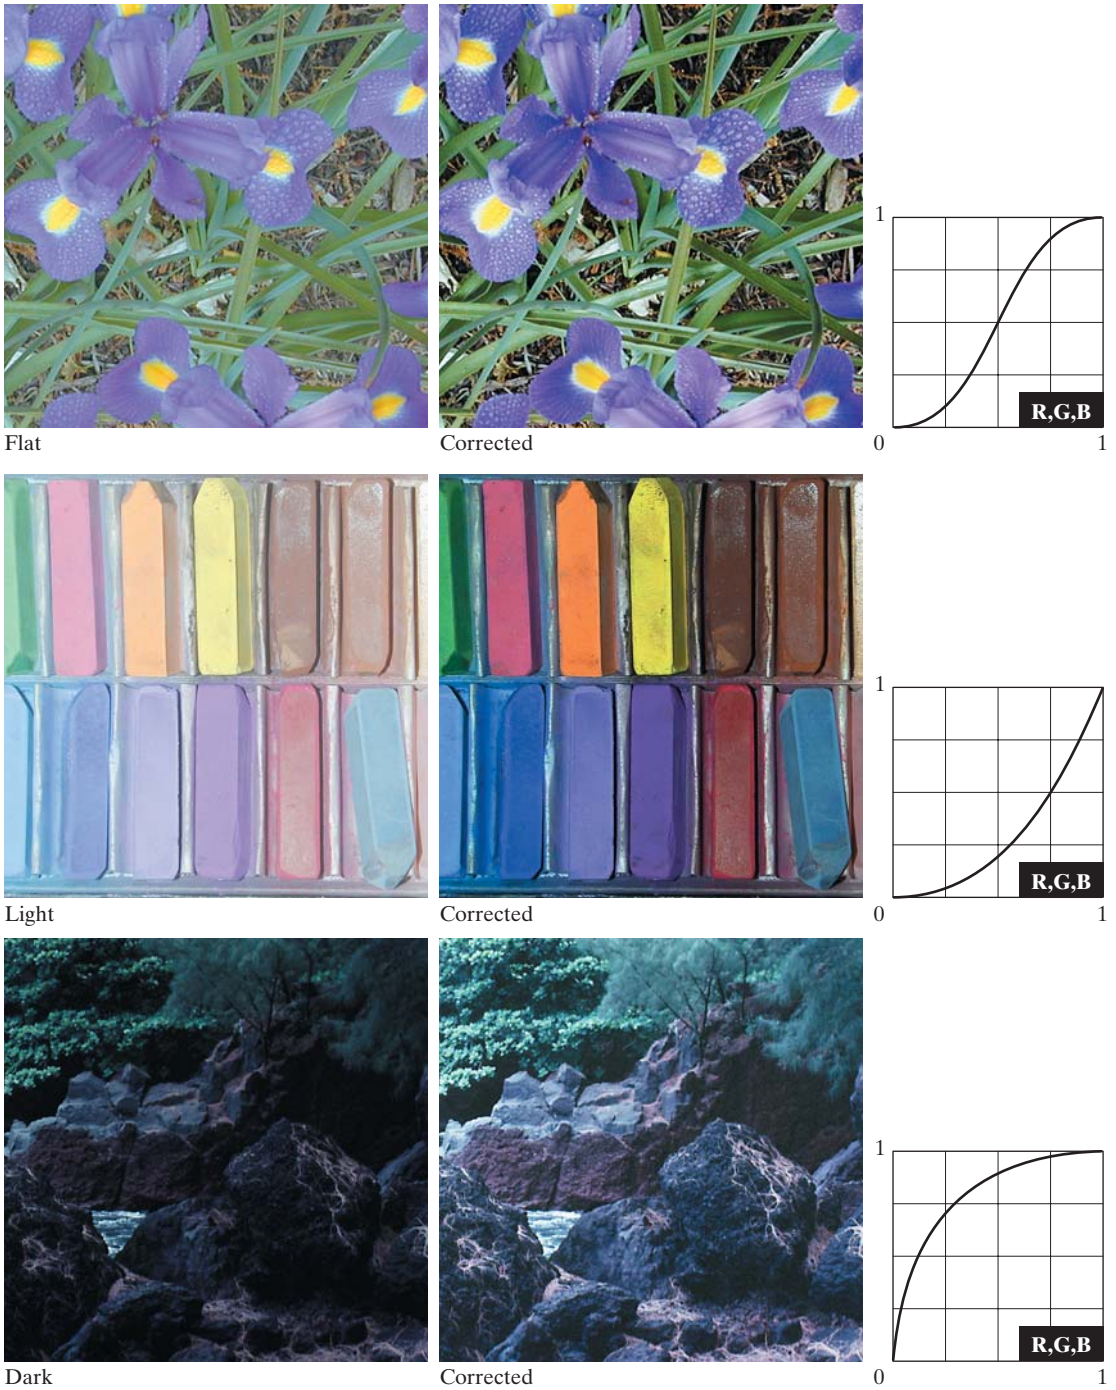 1
R,G,B
Flat Corrected 0 1
1
R,G,B
Light Corrected 0 1
1
R,G,B
Dark Corrected 0 1